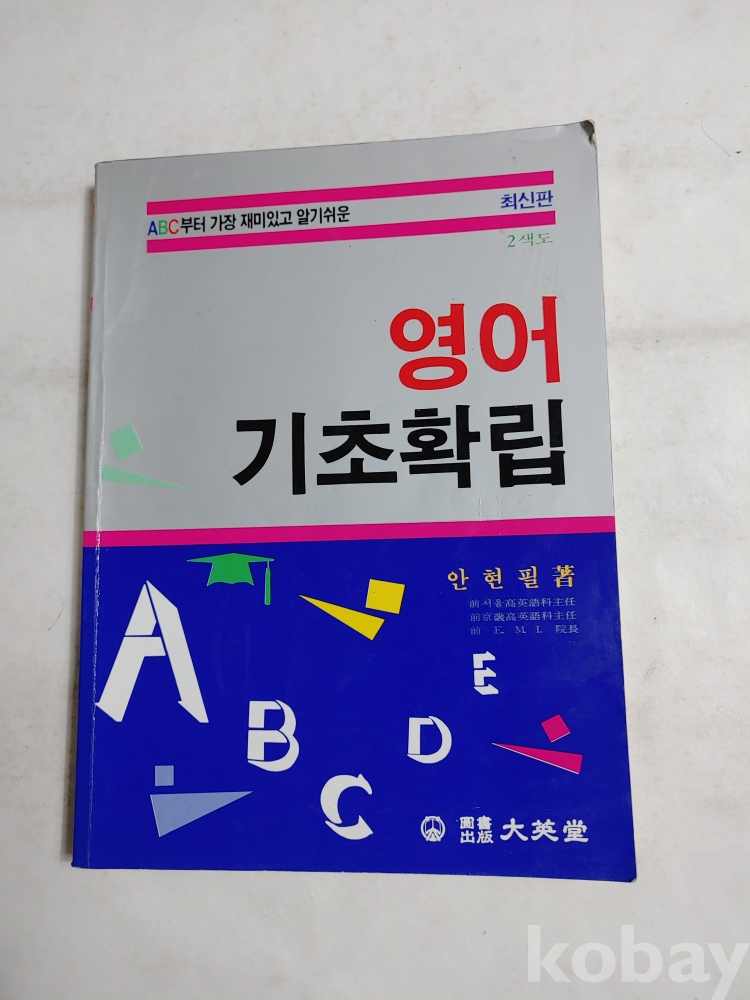 ABC부터 가장 재미있고 알기쉬운
최신판
2색도
영어
기초확립
안현필著
前서울高英語科主任
前京畿高英語科主任
前 E. M. I. 院長
A
B
C
D
E
圖書
出版 大英堂
kobay